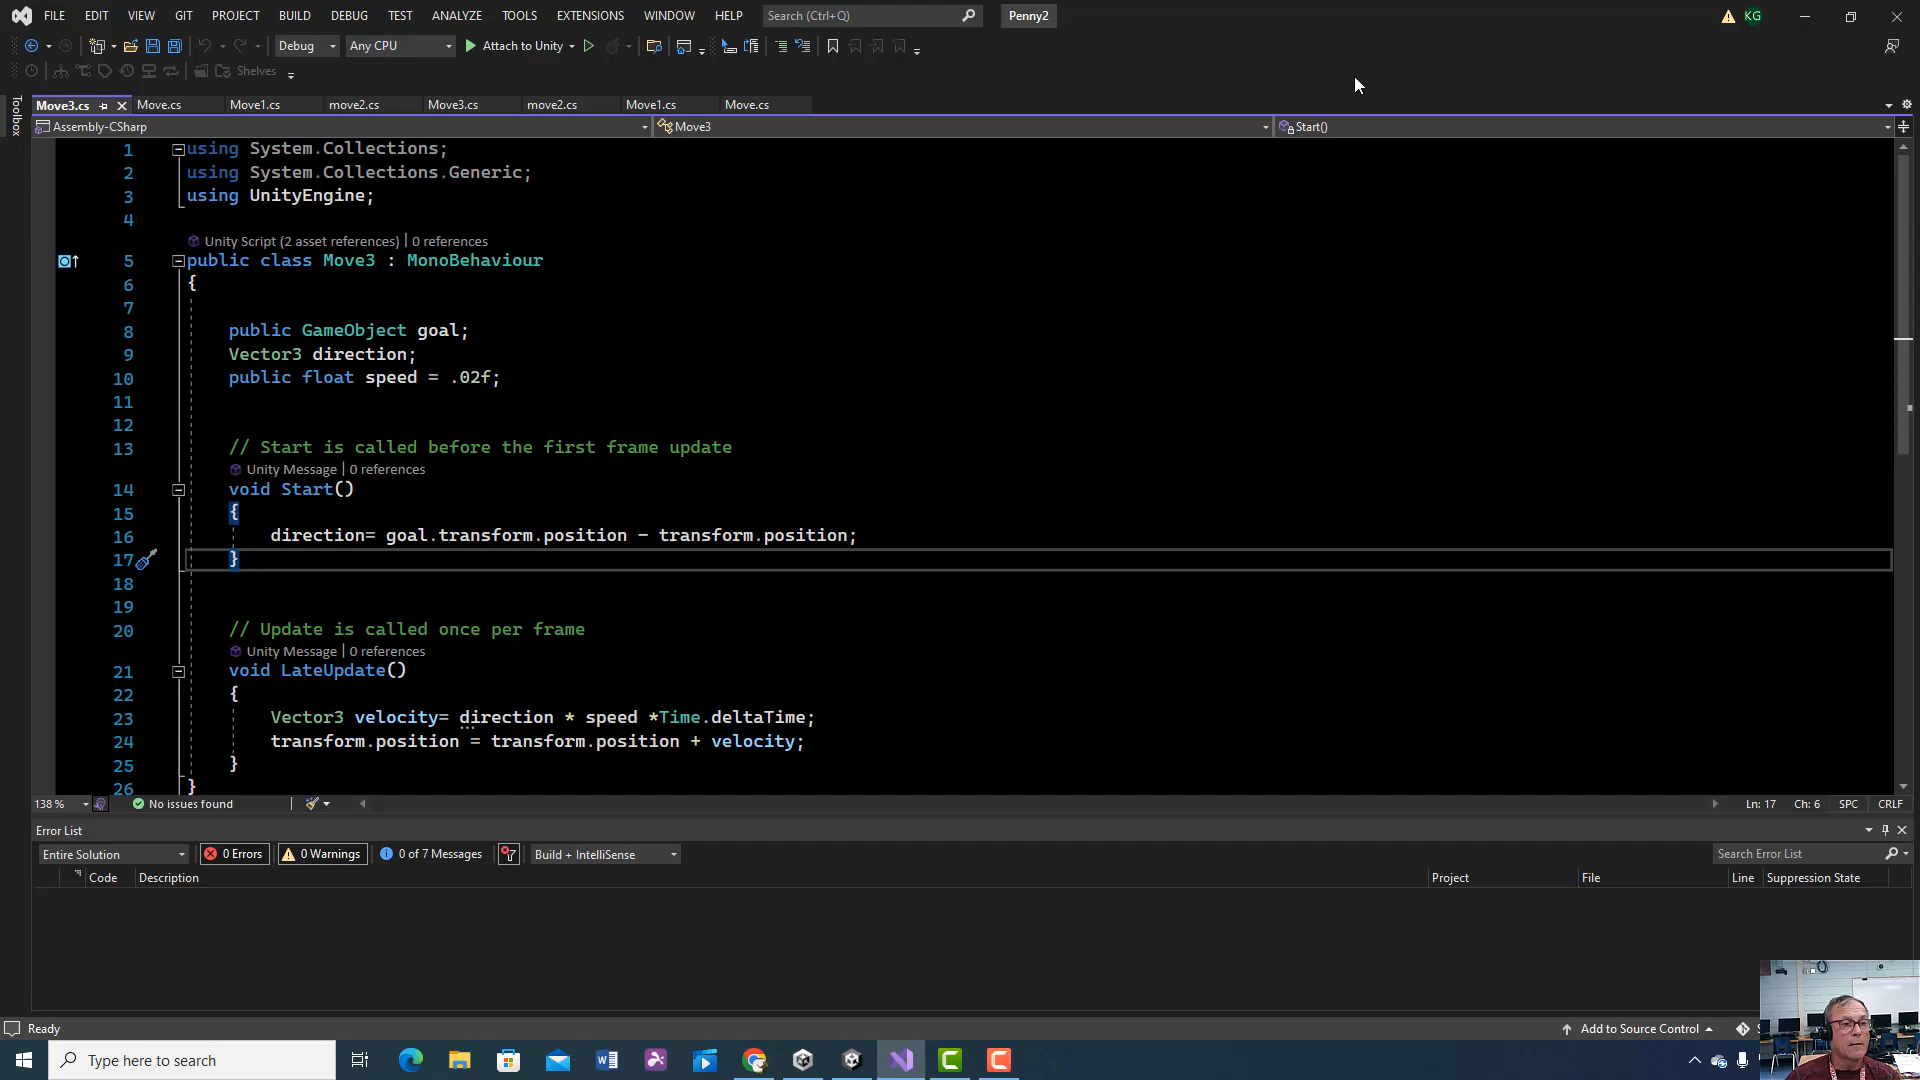 FILE EDIT VIEW GIT PROJECT BUILD DEBUG TEST ANALYZE TOOLS EXTENSIONS WINDOW HELP Search (Ctrl+Q) Penny2 KG
Debug Any CPU Attach to Unity
Shelves
Toolbox
Move3.cs Move.cs Move1.cs move2.cs Move3.cs move2.cs Move1.cs Move.cs
Assembly-CSharp Move3 Start()
1 using System.Collections;
2 using System.Collections.Generic;
3 using UnityEngine;
4
Unity Script (2 asset references) | 0 references
5 public class Move3 : MonoBehaviour
6 {
7
8 public GameObject goal;
9 Vector3 direction;
10 public float speed = .02f;
11
12
13 // Start is called before the first frame update
Unity Message | 0 references
14 void Start()
15 {
16 direction= goal.transform.position - transform.position;
17 }
18
19
20 // Update is called once per frame
Unity Message | 0 references
21 void LateUpdate()
22 {
23 Vector3 velocity= direction * speed *Time.deltaTime;
24 transform.position = transform.position + velocity;
25 }
26 }
138 % No issues found Ln: 17 Ch: 6 SPC CRLF
Error List
Entire Solution 0 Errors 0 Warnings 0 of 7 Messages Build + IntelliSense Search Error List
Code Description Project File Line Suppression State
Ready Add to Source Control
Type here to search